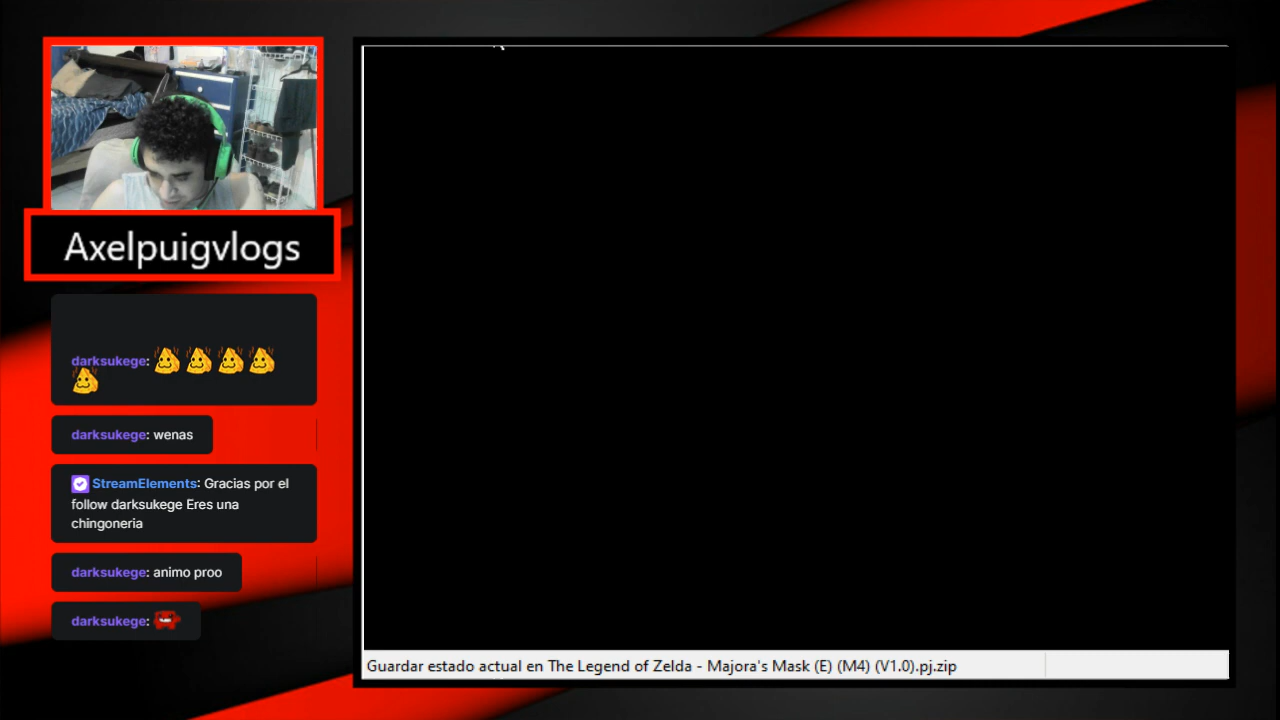 Axelpuigvlogs
darksukege:
darksukege: wenas
StreamElements: Gracias por el
follow darksukege Eres una
chingoneria
darksukege: animo proo
darksukege:
Guardar estado actual en The Legend of Zelda - Majora's Mask (E) (M4) (V1.0).pj.zip